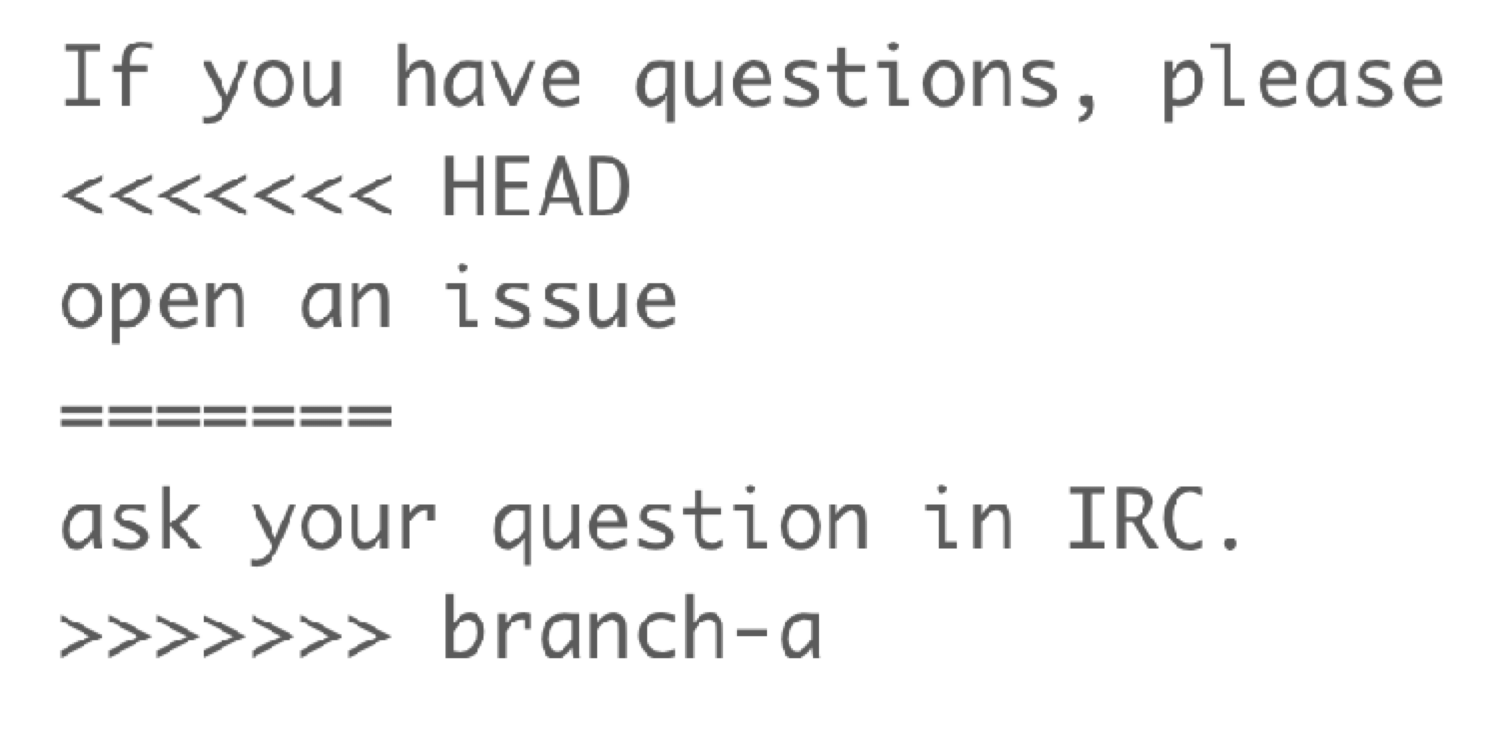 If you have questions, please
<<<<<<< HEAD
open an issue
=======
ask your question in IRC.
>>>>>>> branch-a